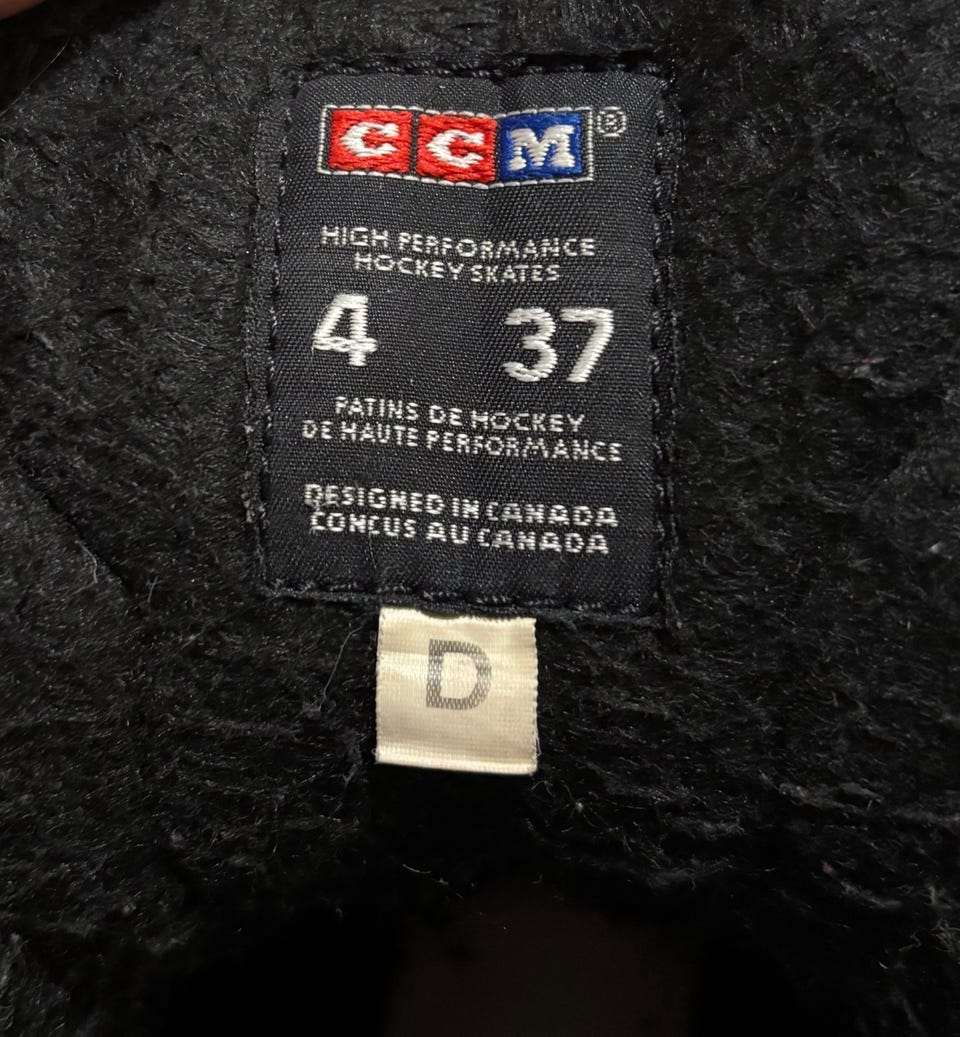 CCM®
HIGH PERFORMANCE
HOCKEY SKATES
4 37
PATINS DE HOCKEY
DE HAUTE PERFORMANCE
DESIGNED IN CANADA
CONCUS AU CANADA
D